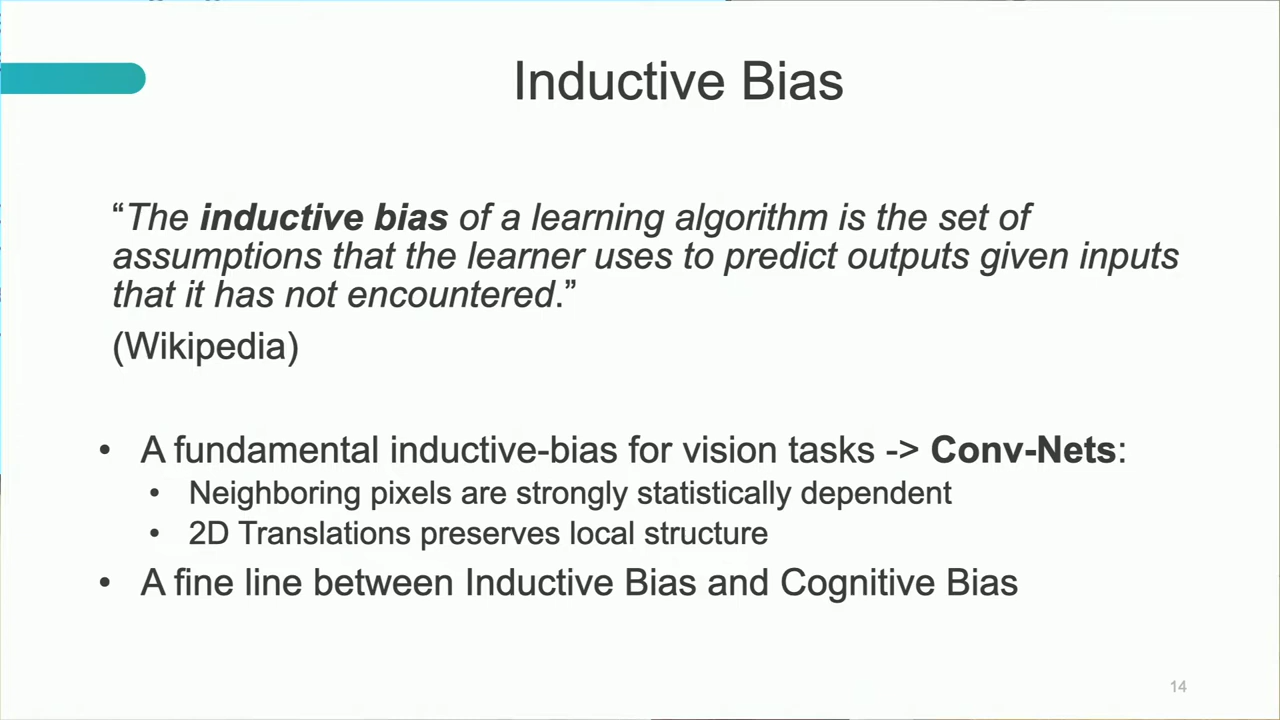 Inductive Bias
“The inductive bias of a learning algorithm is the set of
assumptions that the learner uses to predict outputs given inputs
that it has not encountered.”
(Wikipedia)
• A fundamental inductive-bias for vision tasks -> Conv-Nets:
• Neighboring pixels are strongly statistically dependent
• 2D Translations preserves local structure
• A fine line between Inductive Bias and Cognitive Bias
14